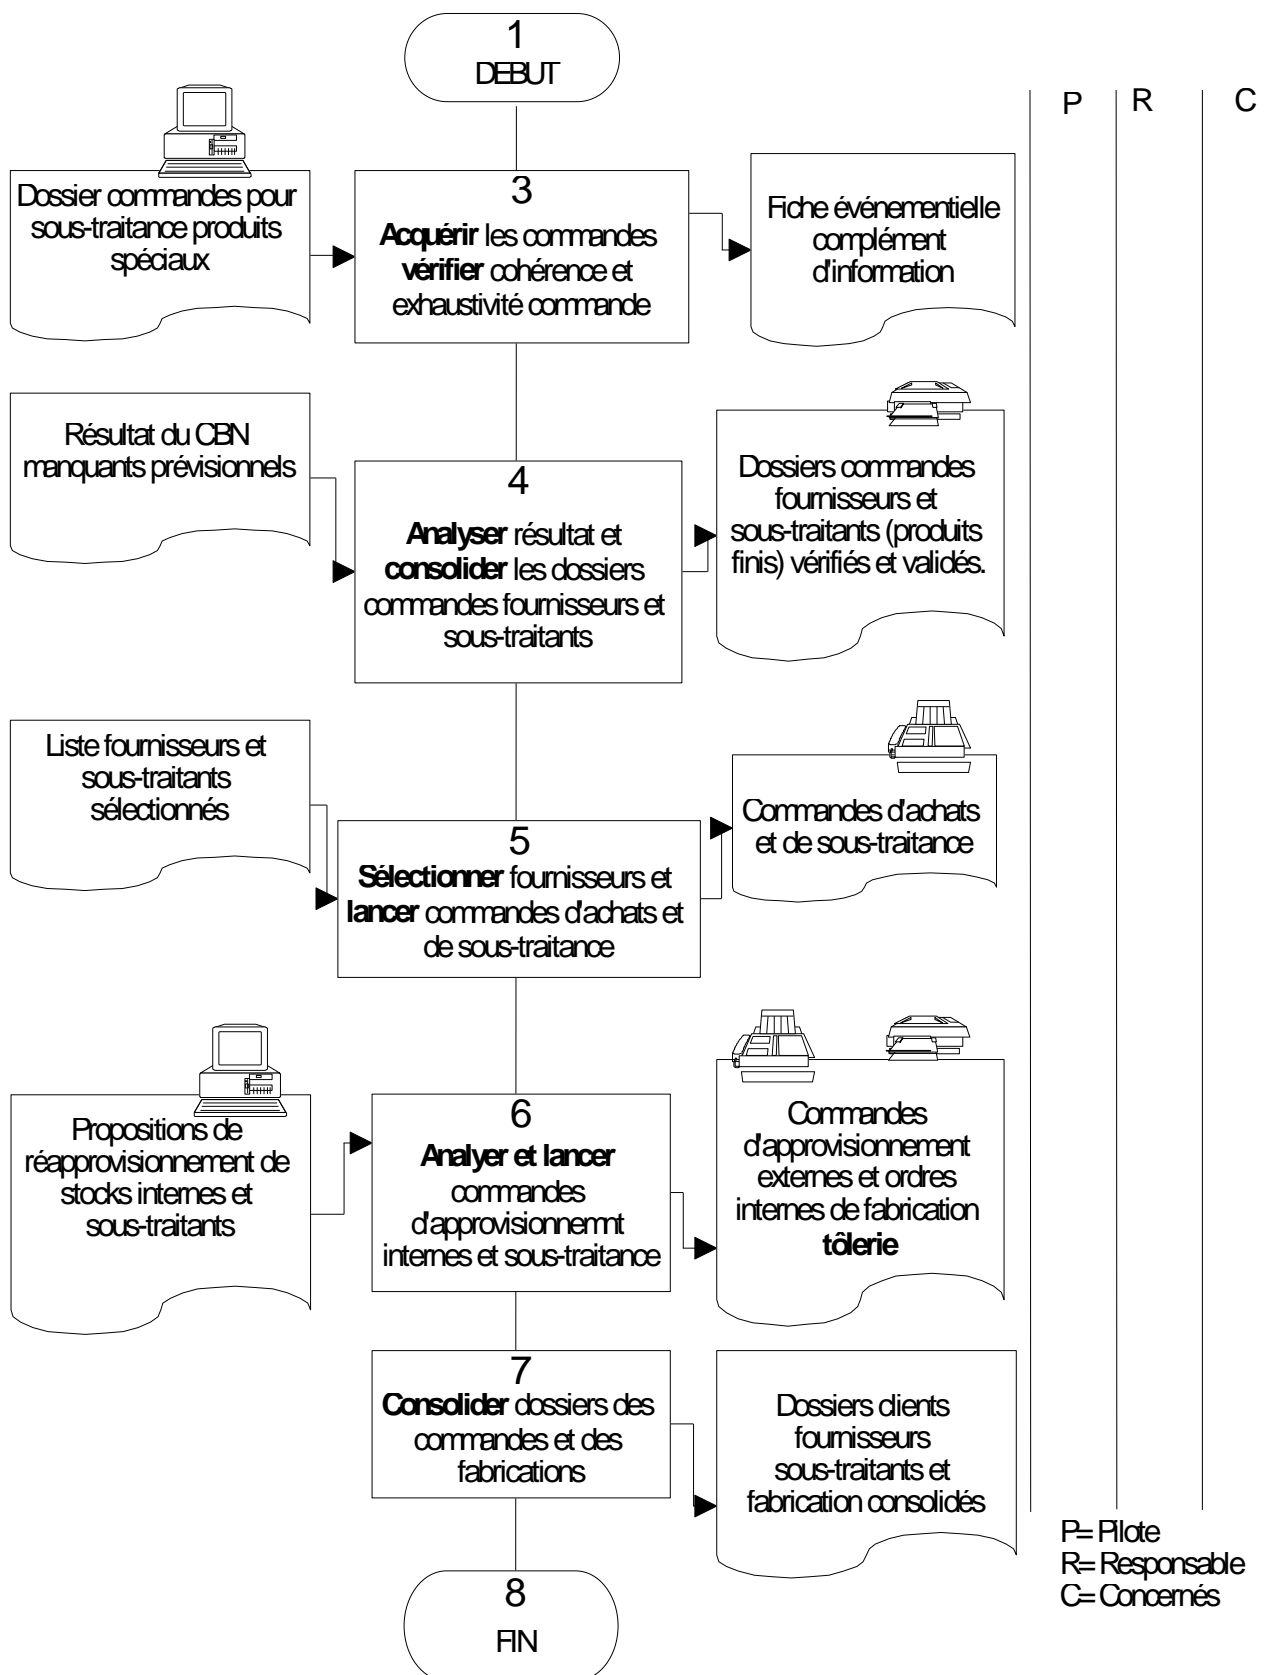 1
DEBUT
P
R
C
Dossier commandes pour
sous-traitance produits
spéciaux
3
Acquérir les commandes
vérifier cohérence et
exhaustivité commande
Fiche événementielle
complément
d'information
Résultat du CBN
manquants prévisionnels
4
Analyser résultat et
consolider les dossiers
commandes fournisseurs et
sous-traitants
Dossiers commandes
fournisseurs et
sous-traitants (produits
finis) vérifiés et validés.
Liste fournisseurs et
sous-traitants
sélectionnés
5
Sélectionner fournisseurs et
lancer commandes d'achats et
de sous-traitance
Commandes d'achats
et de sous-traitance
Propositions de
réapprovisionnement de
stocks internes et
sous-traitants
6
Analyer et lancer
commandes
d'approvisionnemnt
internes et sous-traitance
Commandes
d'approvisionnement
externes et ordres
internes de fabrication
tôlerie
7
Consolider dossiers des
commandes et des
fabrications
Dossiers clients
fournisseurs
sous-traitants et
fabrication consolidés
P= Pilote
R= Responsable
C= Concernés
8
FIN